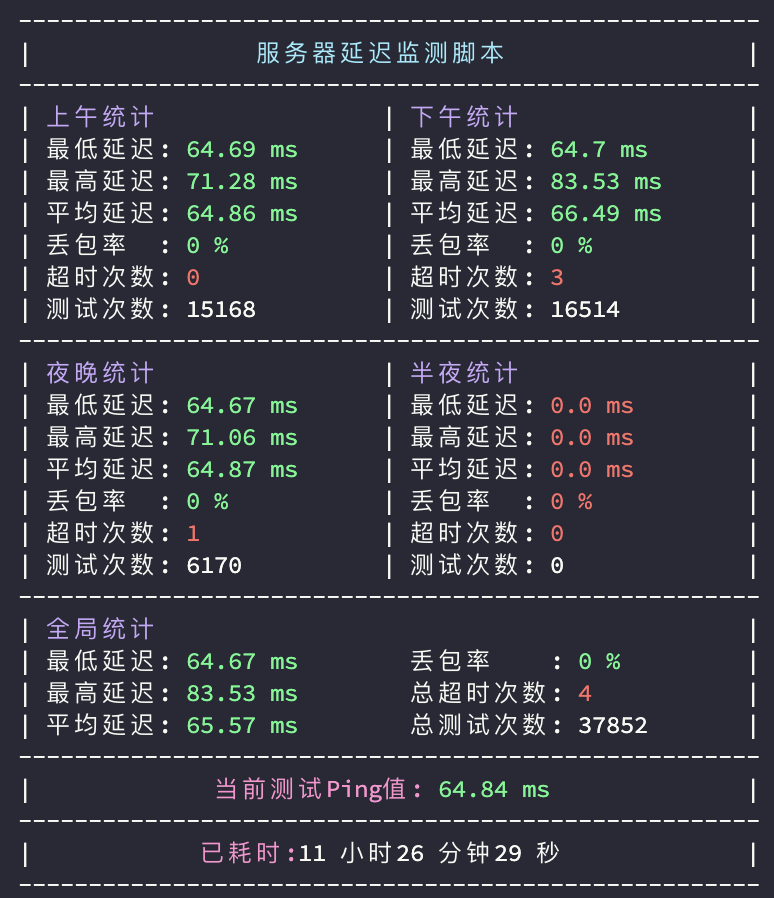 服务器延迟监测脚本
上午统计 下午统计
最低延迟: 64.69 ms 最低延迟: 64.7 ms
最高延迟: 71.28 ms 最高延迟: 83.53 ms
平均延迟: 64.86 ms 平均延迟: 66.49 ms
丢包率 : 0 % 丢包率 : 0 %
超时次数: 0 超时次数: 3
测试次数: 15168 测试次数: 16514
夜晚统计 半夜统计
最低延迟: 64.67 ms 最低延迟: 0.0 ms
最高延迟: 71.06 ms 最高延迟: 0.0 ms
平均延迟: 64.87 ms 平均延迟: 0.0 ms
丢包率 : 0 % 丢包率 : 0 %
超时次数: 1 超时次数: 0
测试次数: 6170 测试次数: 0
全局统计
最低延迟: 64.67 ms 丢包率 : 0 %
最高延迟: 83.53 ms 总超时次数: 4
平均延迟: 65.57 ms 总测试次数: 37852
当前测试Ping值: 64.84 ms
已耗时:11 小时26 分钟29 秒